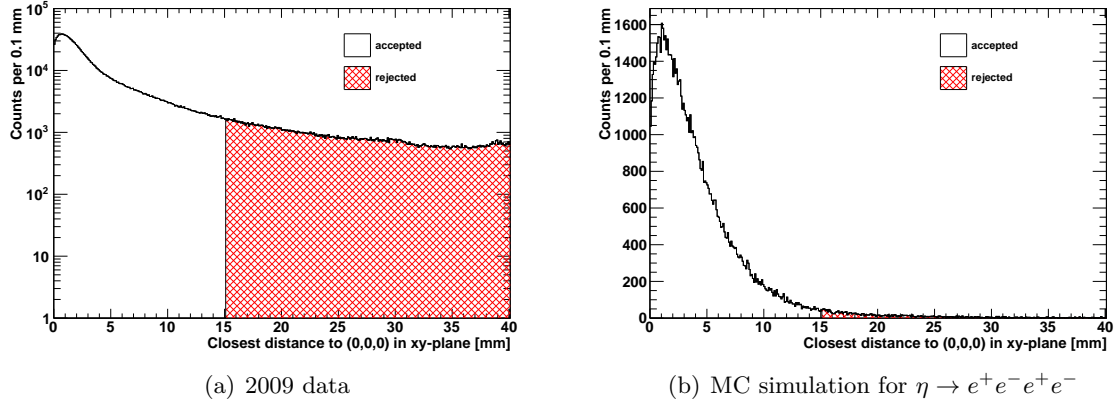 Counts per 0.1 mm
10^5
10^4
10^3
10^2
10
1
0 5 10 15 20 25 30 35 40
Closest distance to (0,0,0) in xy-plane [mm]
accepted
rejected
(a) 2009 data
Counts per 0.1 mm
1600
1400
1200
1000
800
600
400
200
0
0 5 10 15 20 25 30 35 40
Closest distance to (0,0,0) in xy-plane [mm]
accepted
rejected
(b) MC simulation for η → e⁺e⁻e⁺e⁻